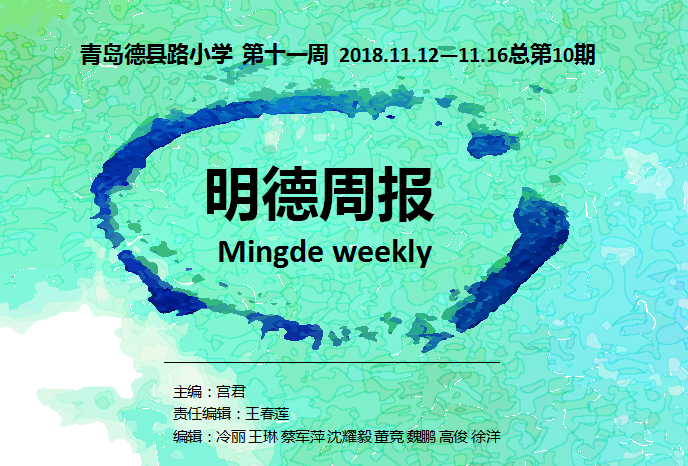 青岛德县路小学 第十一周 2018.11.12—11.16总第10期
明德周报
Mingde weekly
主编：宫君
责任编辑：王春莲
编辑：冷丽 王琳 蔡军萍 沈耀毅 董竞 魏鹏 高俊 徐洋